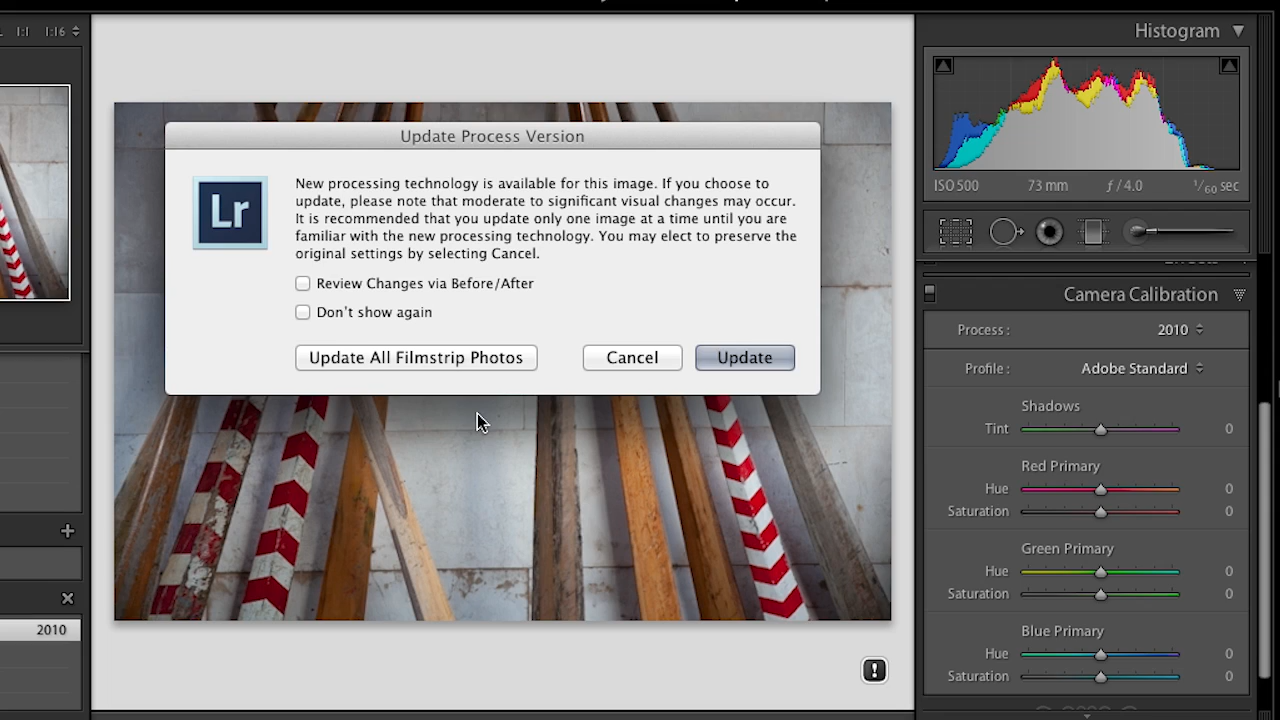 1:1 1:16
Histogram
ISO 500 73 mm ƒ / 4.0 1/60 sec
Update Process Version
Lr
New processing technology is available for this image. If you choose to
update, please note that moderate to significant visual changes may occur.
It is recommended that you update only one image at a time until you are
familiar with the new processing technology. You may elect to preserve the
original settings by selecting Cancel.
Review Changes via Before/After
Don't show again
Update All Filmstrip Photos Cancel Update
Camera Calibration
Process : 2010
Profile : Adobe Standard
Shadows
Tint 0
Red Primary
Hue 0
Saturation 0
Green Primary
Hue 0
Saturation 0
Blue Primary
Hue 0
Saturation 0
2010